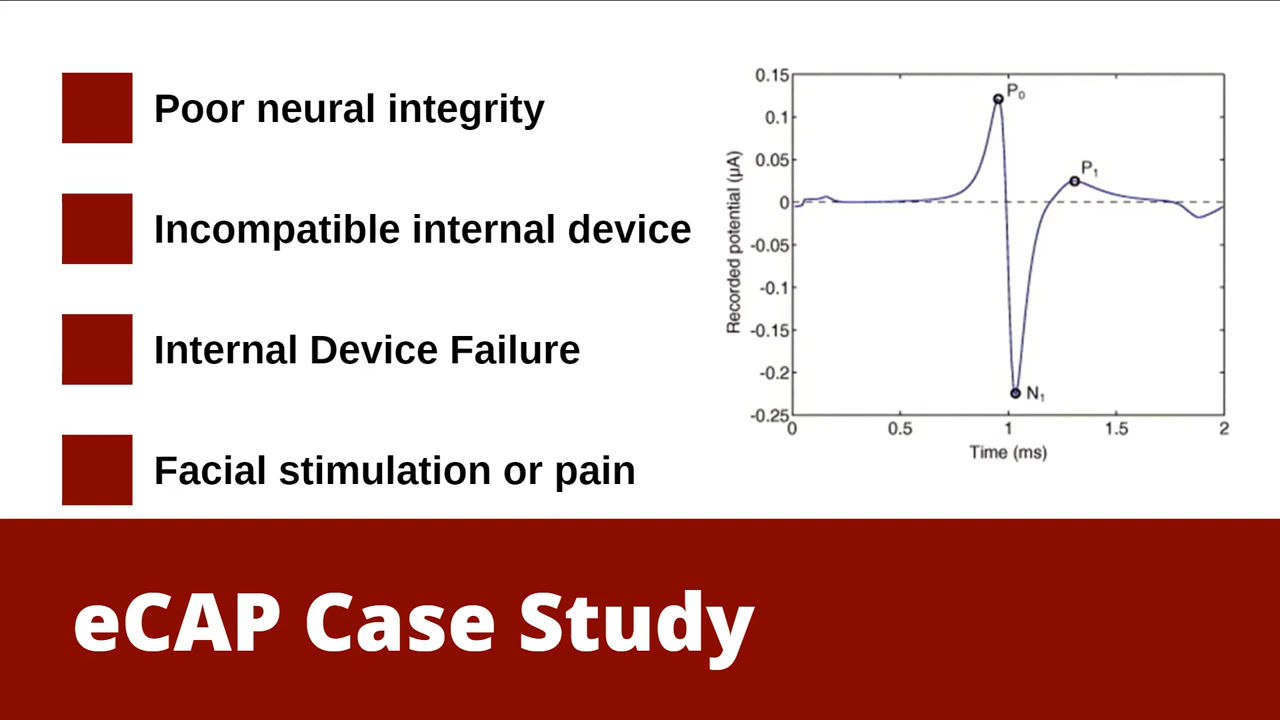 Poor neural integrity
Incompatible internal device
Internal Device Failure
Facial stimulation or pain
0.15
0.1
0.05
0
-0.05
-0.1
-0.15
-0.2
-0.25
Recorded potential (μA)
P₀
P₁
N₁
0 0.5 1 1.5 2
Time (ms)
eCAP Case Study